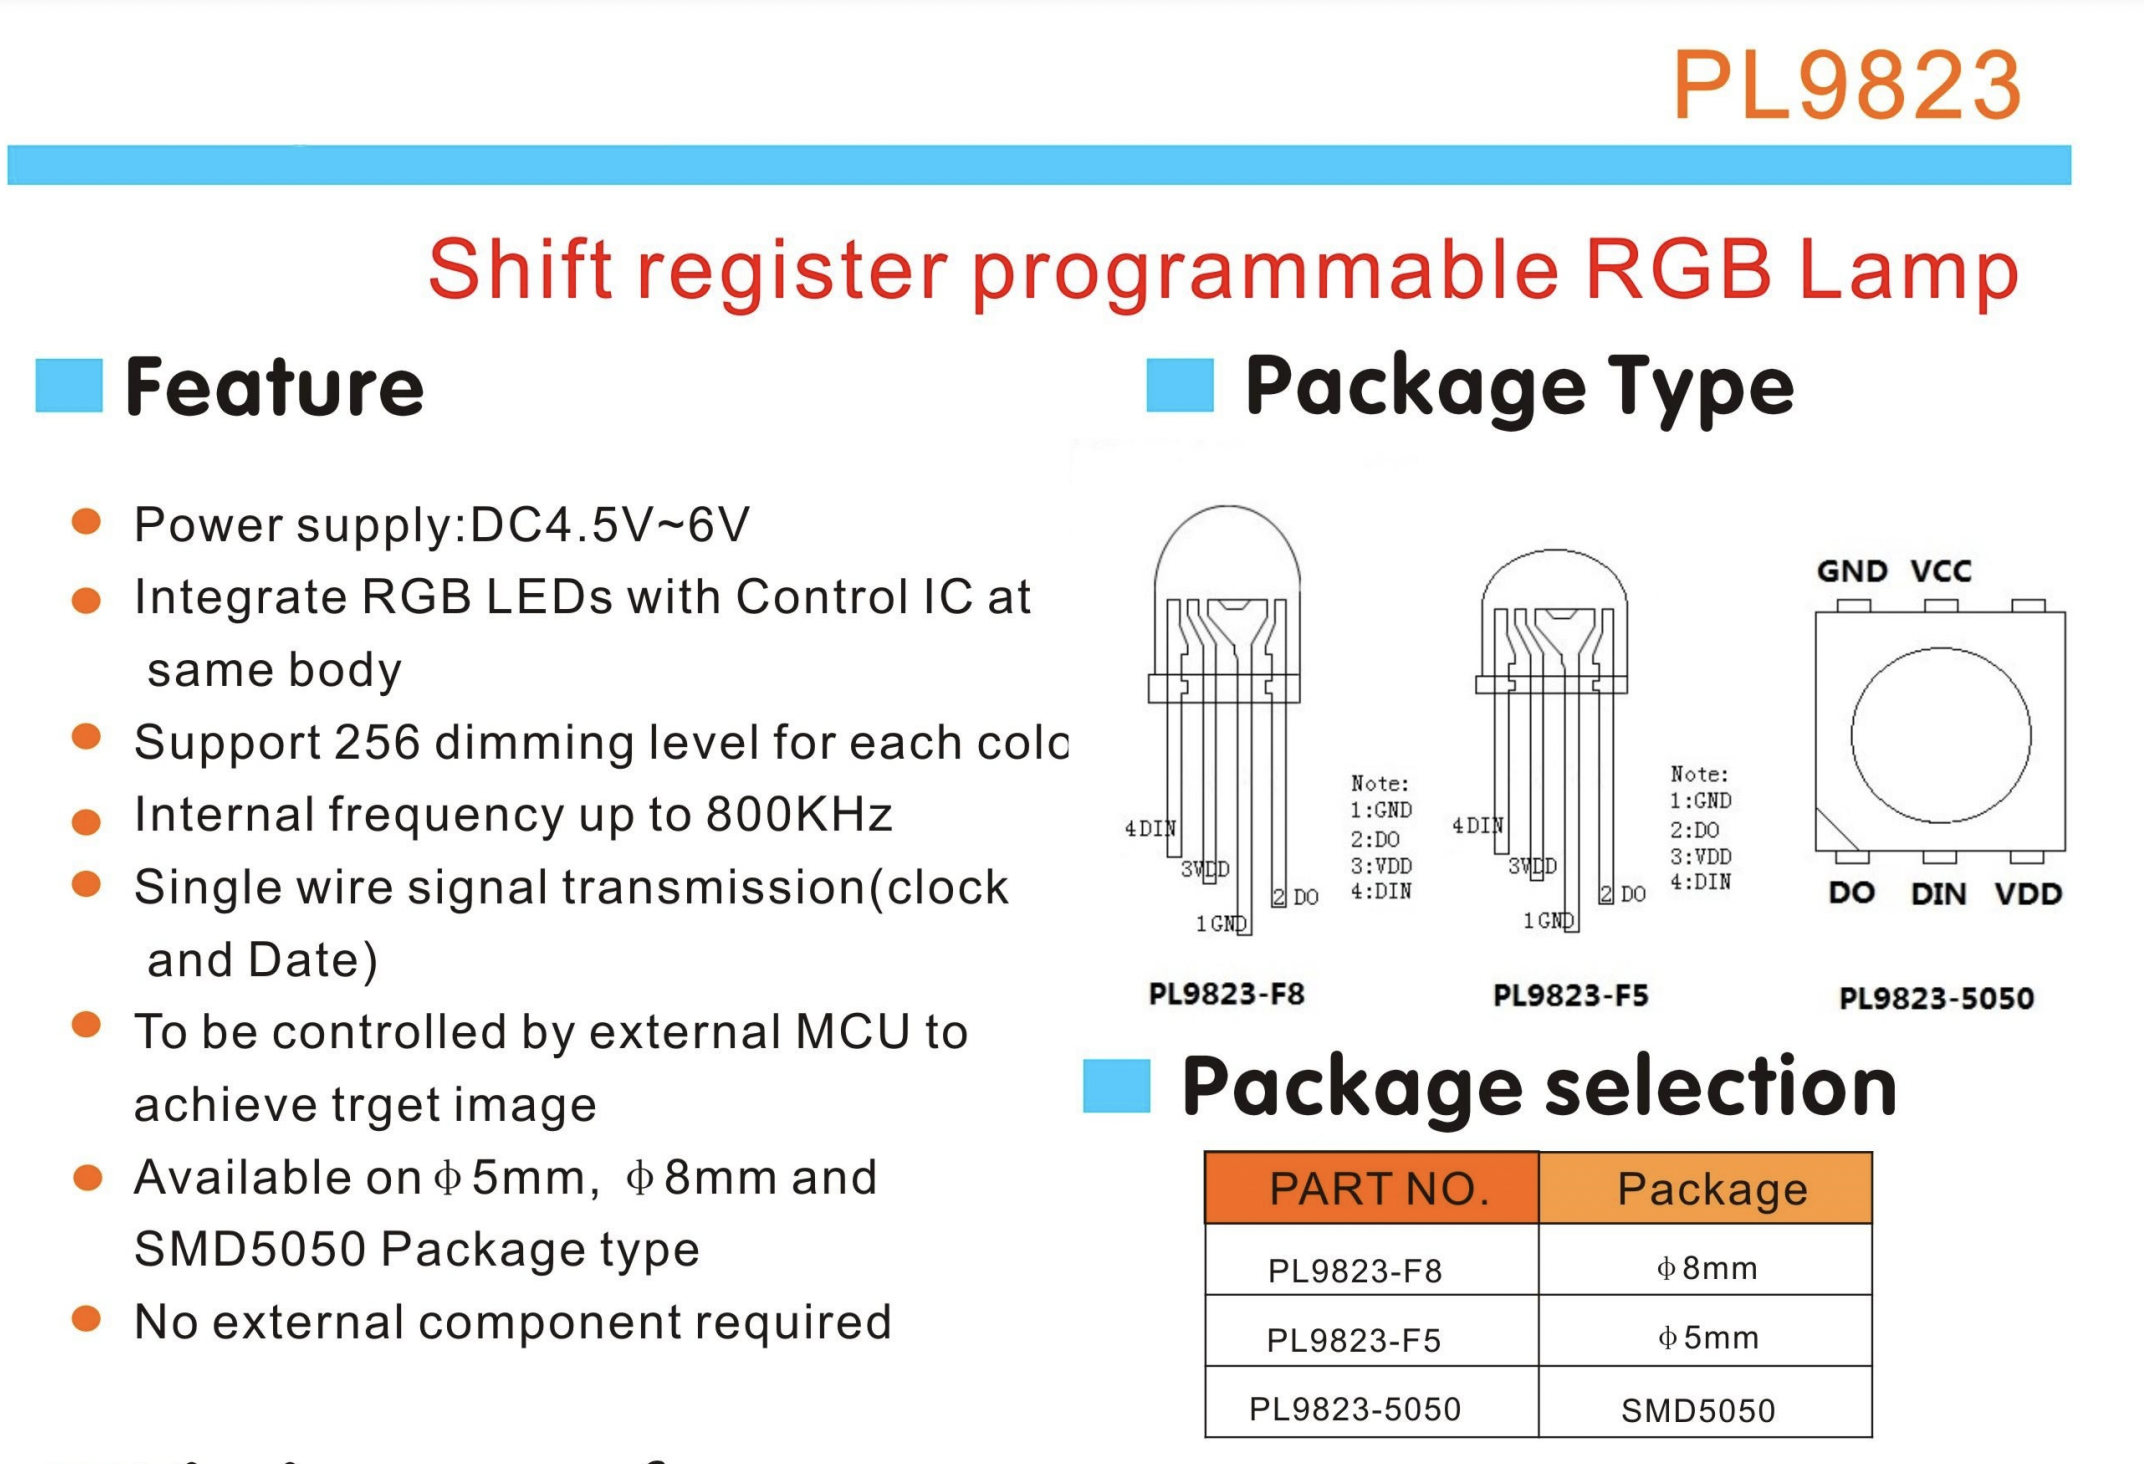 PL9823
Shift register programmable RGB Lamp
Feature
Power supply:DC4.5V~6V
Integrate RGB LEDs with Control IC at
same body
Support 256 dimming level for each colo
Internal frequency up to 800KHz
Single wire signal transmission(clock
and Date)
To be controlled by external MCU to
achieve trget image
Available on ф5mm, ф8mm and
SMD5050 Package type
No external component required
Package Type
4DIN
3VDD
1GND
2 DO
Note:
1:GND
2:DO
3:VDD
4:DIN
PL9823-F8
4DIN
3VDD
1GND
2 DO
Note:
1:GND
2:DO
3:VDD
4:DIN
PL9823-F5
GND VCC
DO DIN VDD
PL9823-5050
Package selection
PART NO. Package
PL9823-F8 ф8mm
PL9823-F5 ф5mm
PL9823-5050 SMD5050